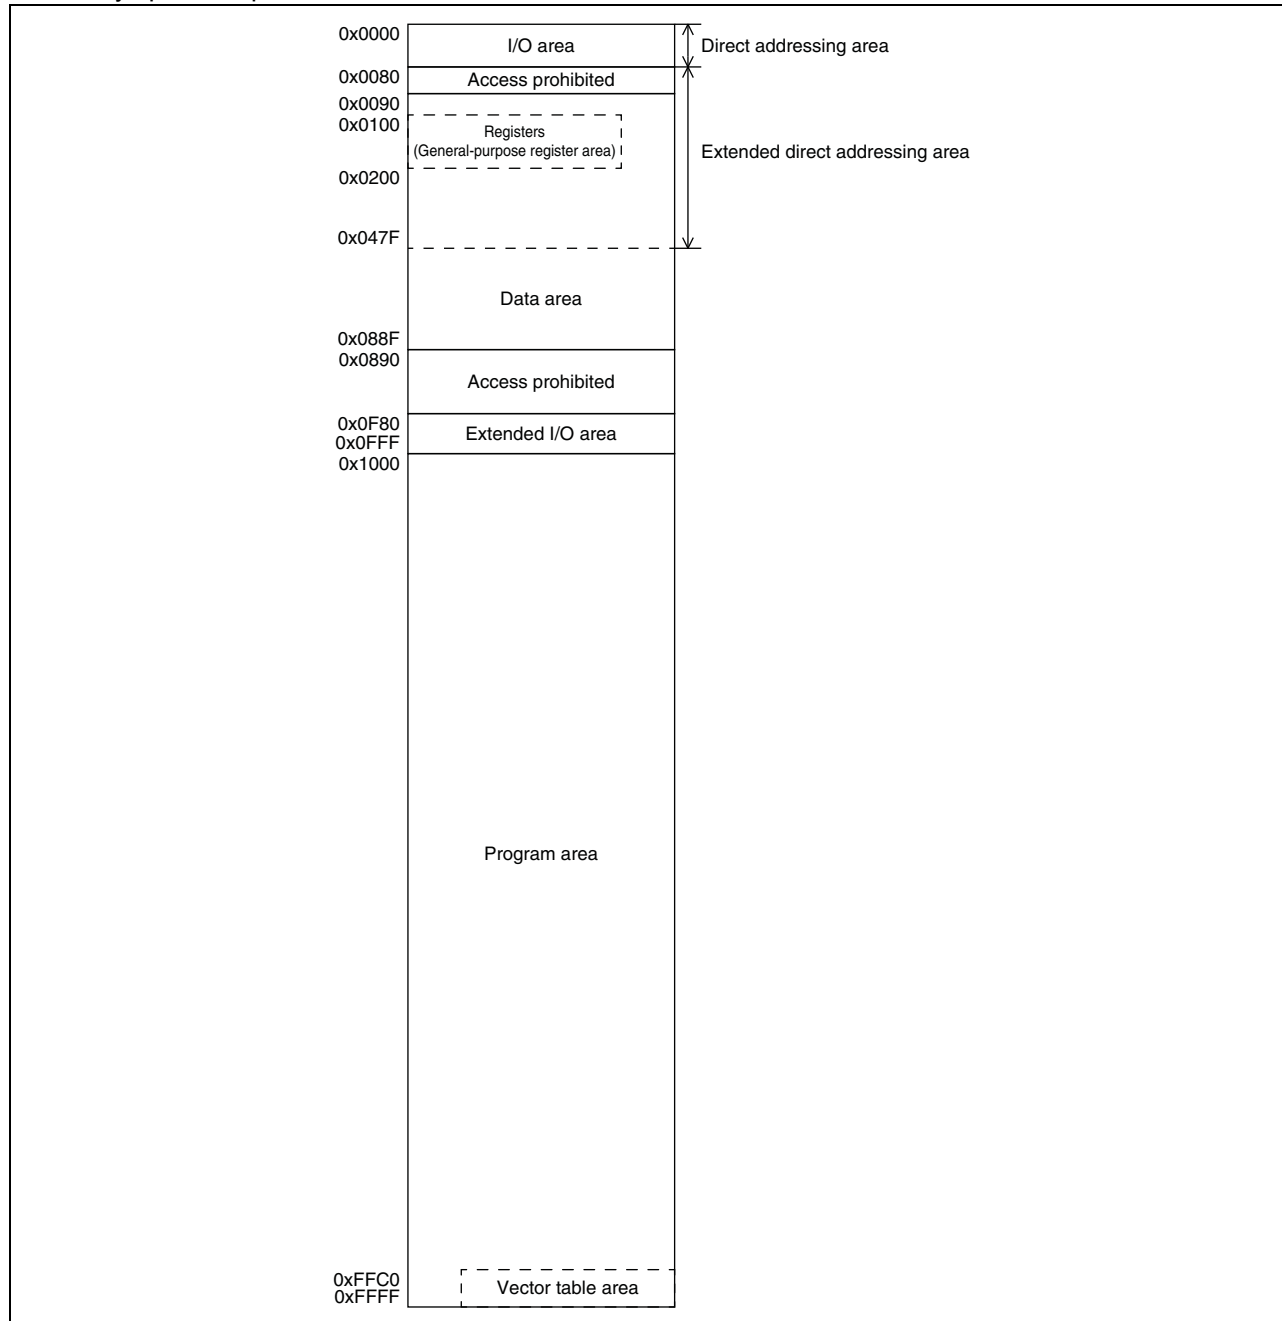 0x0000
I/O area
Direct addressing area
0x0080
Access prohibited
0x0090
0x0100
Registers
(General-purpose register area)
Extended direct addressing area
0x0200
0x047F
Data area
0x088F
0x0890
Access prohibited
0x0F80
Extended I/O area
0x0FFF
0x1000
Program area
0xFFC0
Vector table area
0xFFFF